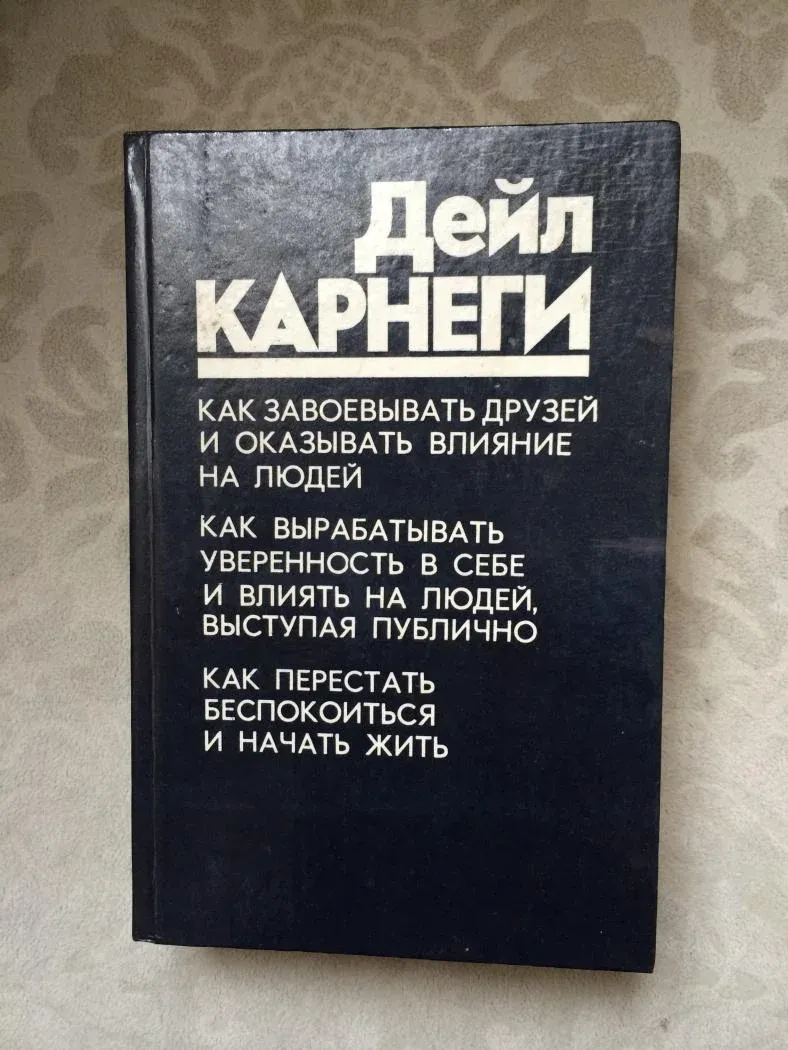 Дейл
КАРНЕГИ
КАК ЗАВОЕВЫВАТЬ ДРУЗЕЙ
И ОКАЗЫВАТЬ ВЛИЯНИЕ
НА ЛЮДЕЙ
КАК ВЫРАБАТЫВАТЬ
УВЕРЕННОСТЬ В СЕБЕ
И ВЛИЯТЬ НА ЛЮДЕЙ,
ВЫСТУПАЯ ПУБЛИЧНО
КАК ПЕРЕСТАТЬ
БЕСПОКОИТЬСЯ
И НАЧАТЬ ЖИТЬ